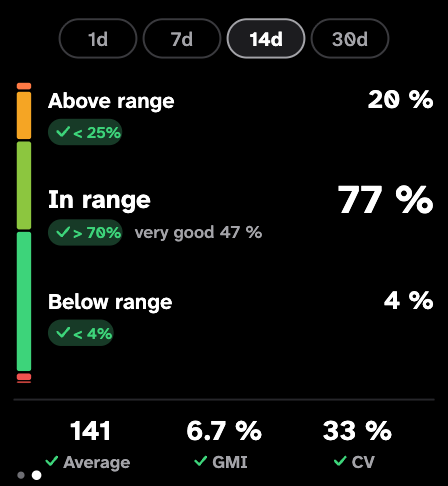 1d 7d 14d 30d
Above range 20 %
< 25%
In range 77 %
> 70% very good 47 %
Below range 4 %
< 4%
141 6.7 % 33 %
Average GMI CV